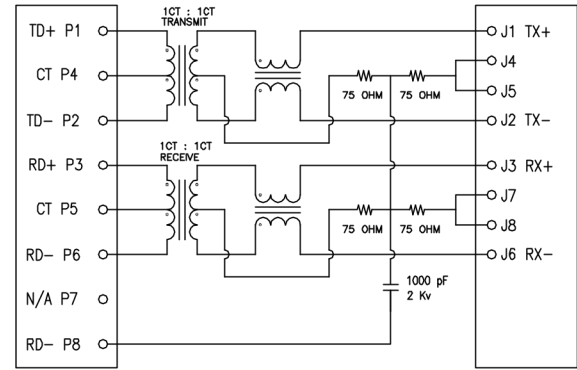 1CT : 1CT
TRANSMIT
TD+ P1
J1 TX+
J4
CT P4
J5
75 OHM 75 OHM
TD- P2
J2 TX-
1CT : 1CT
RECEIVE
RD+ P3
J3 RX+
J7
CT P5
J8
75 OHM 75 OHM
RD- P6
J6 RX-
1000 pF
2 Kv
N/A P7
RD- P8